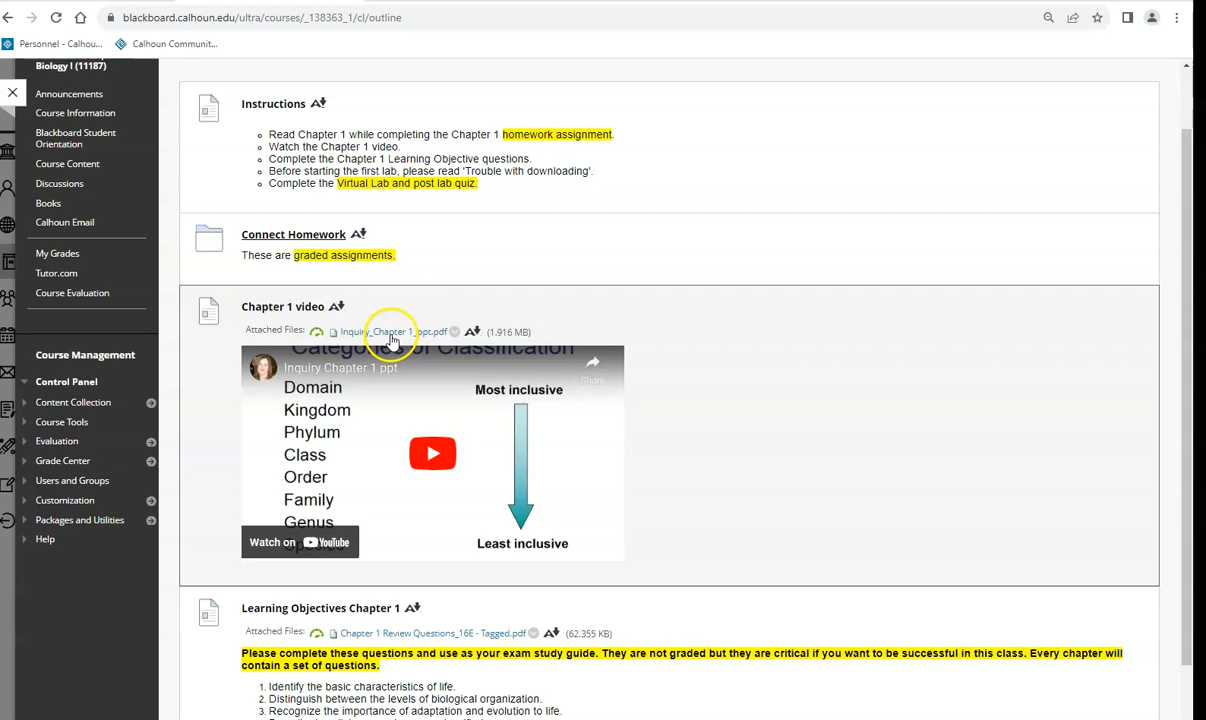 blackboard.calhoun.edu/ultra/courses/_138363_1/cl/outline
Personnel - Calhou...
Calhoun Communit...
Biology I (11187)
Announcements
Course Information
Blackboard Student
Orientation
Course Content
Discussions
Books
Calhoun Email
My Grades
Tutor.com
Course Evaluation
Course Management
Control Panel
Content Collection
Course Tools
Evaluation
Grade Center
Users and Groups
Customization
Packages and Utilities
Help
Instructions
Read Chapter 1 while completing the Chapter 1 homework assignment.
Watch the Chapter 1 video.
Complete the Chapter 1 Learning Objective questions.
Before starting the first lab, please read 'Trouble with downloading'.
Complete the Virtual Lab and post lab quiz.
Connect Homework
These are graded assignments.
Chapter 1 video
Attached Files: Inquiry_Chapter 1_ppt.pdf (1.916 MB)
Categories of Classification
Inquiry Chapter 1 ppt
Share
Domain
Kingdom
Phylum
Class
Order
Family
Genus
Most inclusive
Least inclusive
Watch on YouTube
Learning Objectives Chapter 1
Attached Files: Chapter 1 Review Questions_16E - Tagged.pdf (62.355 KB)
Please complete these questions and use as your exam study guide. They are not graded but they are critical if you want to be successful in this class. Every chapter will
contain a set of questions.
1. Identify the basic characteristics of life.
2. Distinguish between the levels of biological organization.
3. Recognize the importance of adaptation and evolution to life.